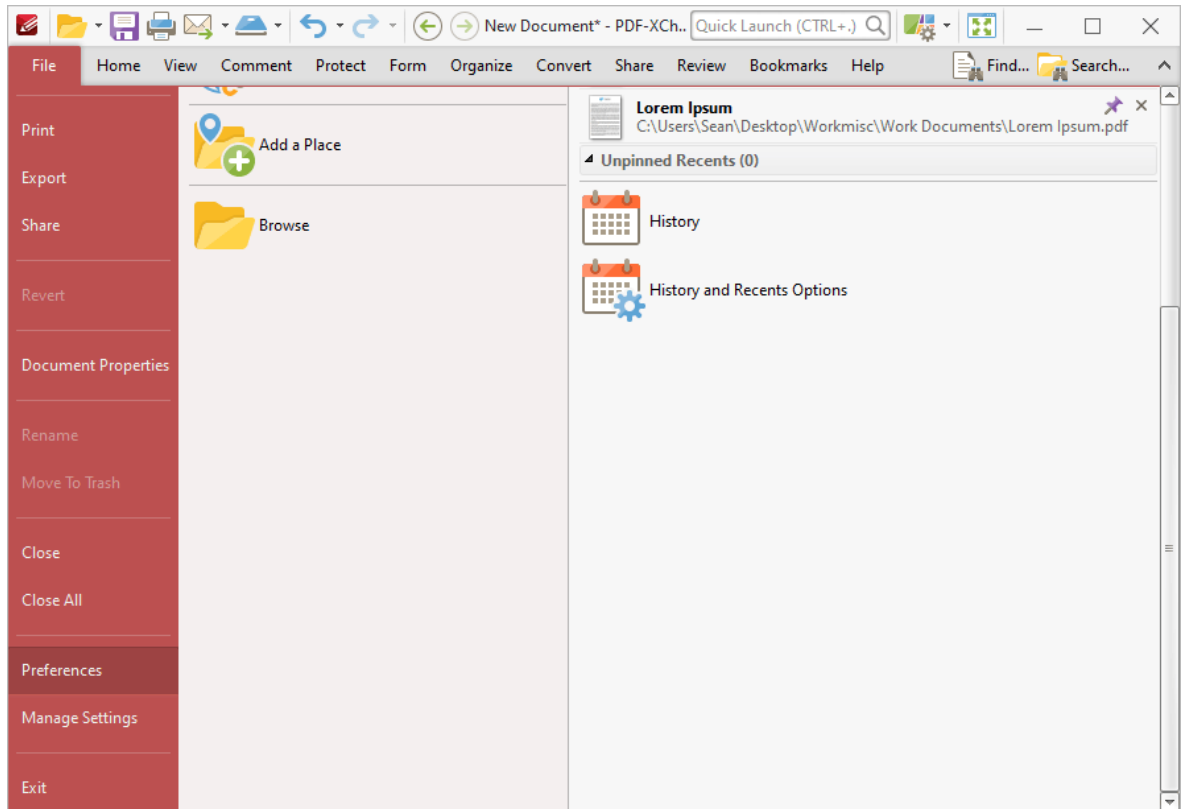 New Document* - PDF-XCh..
Quick Launch (CTRL+.)
File Home View Comment Protect Form Organize Convert Share Review Bookmarks Help Find... Search...
Print
Export
Share
Revert
Document Properties
Rename
Move To Trash
Close
Close All
Preferences
Manage Settings
Exit
Add a Place
Browse
Lorem Ipsum
C:\Users\Sean\Desktop\Workmisc\Work Documents\Lorem Ipsum.pdf
Unpinned Recents (0)
History
History and Recents Options